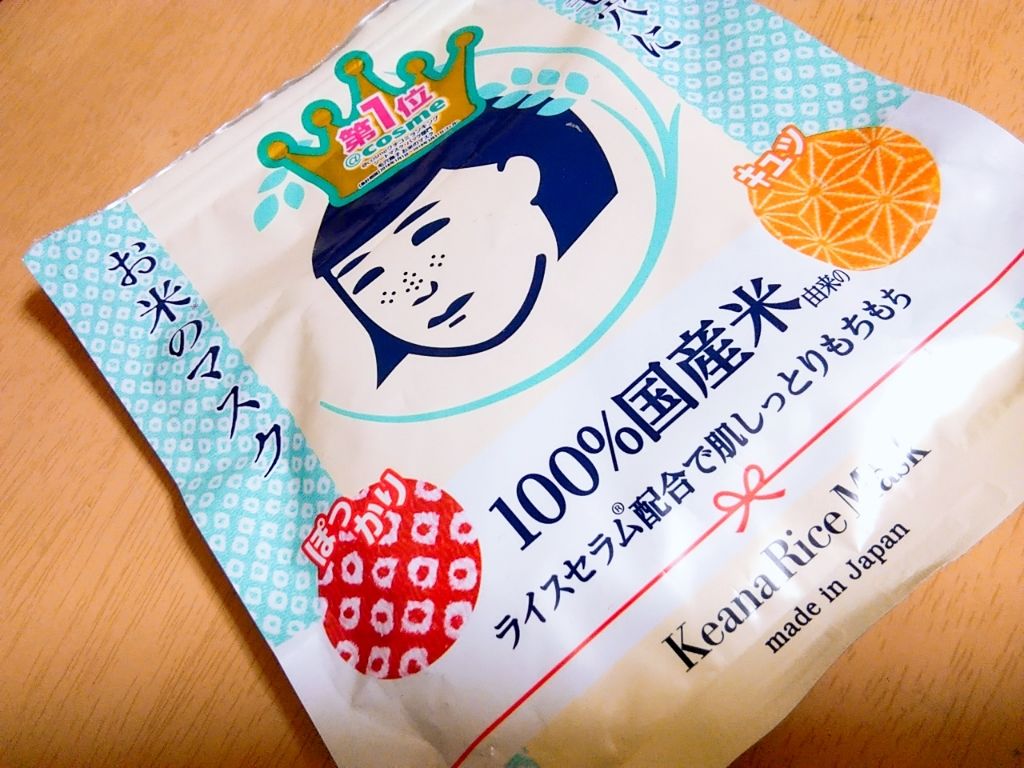 穴に
第1位
@cosme
お米のマスク
キュッ
100%国産米由来の
ライスセラム®配合で肌しっとりもちもち
ぽっかり
Keana Rice Mask
made in Japan